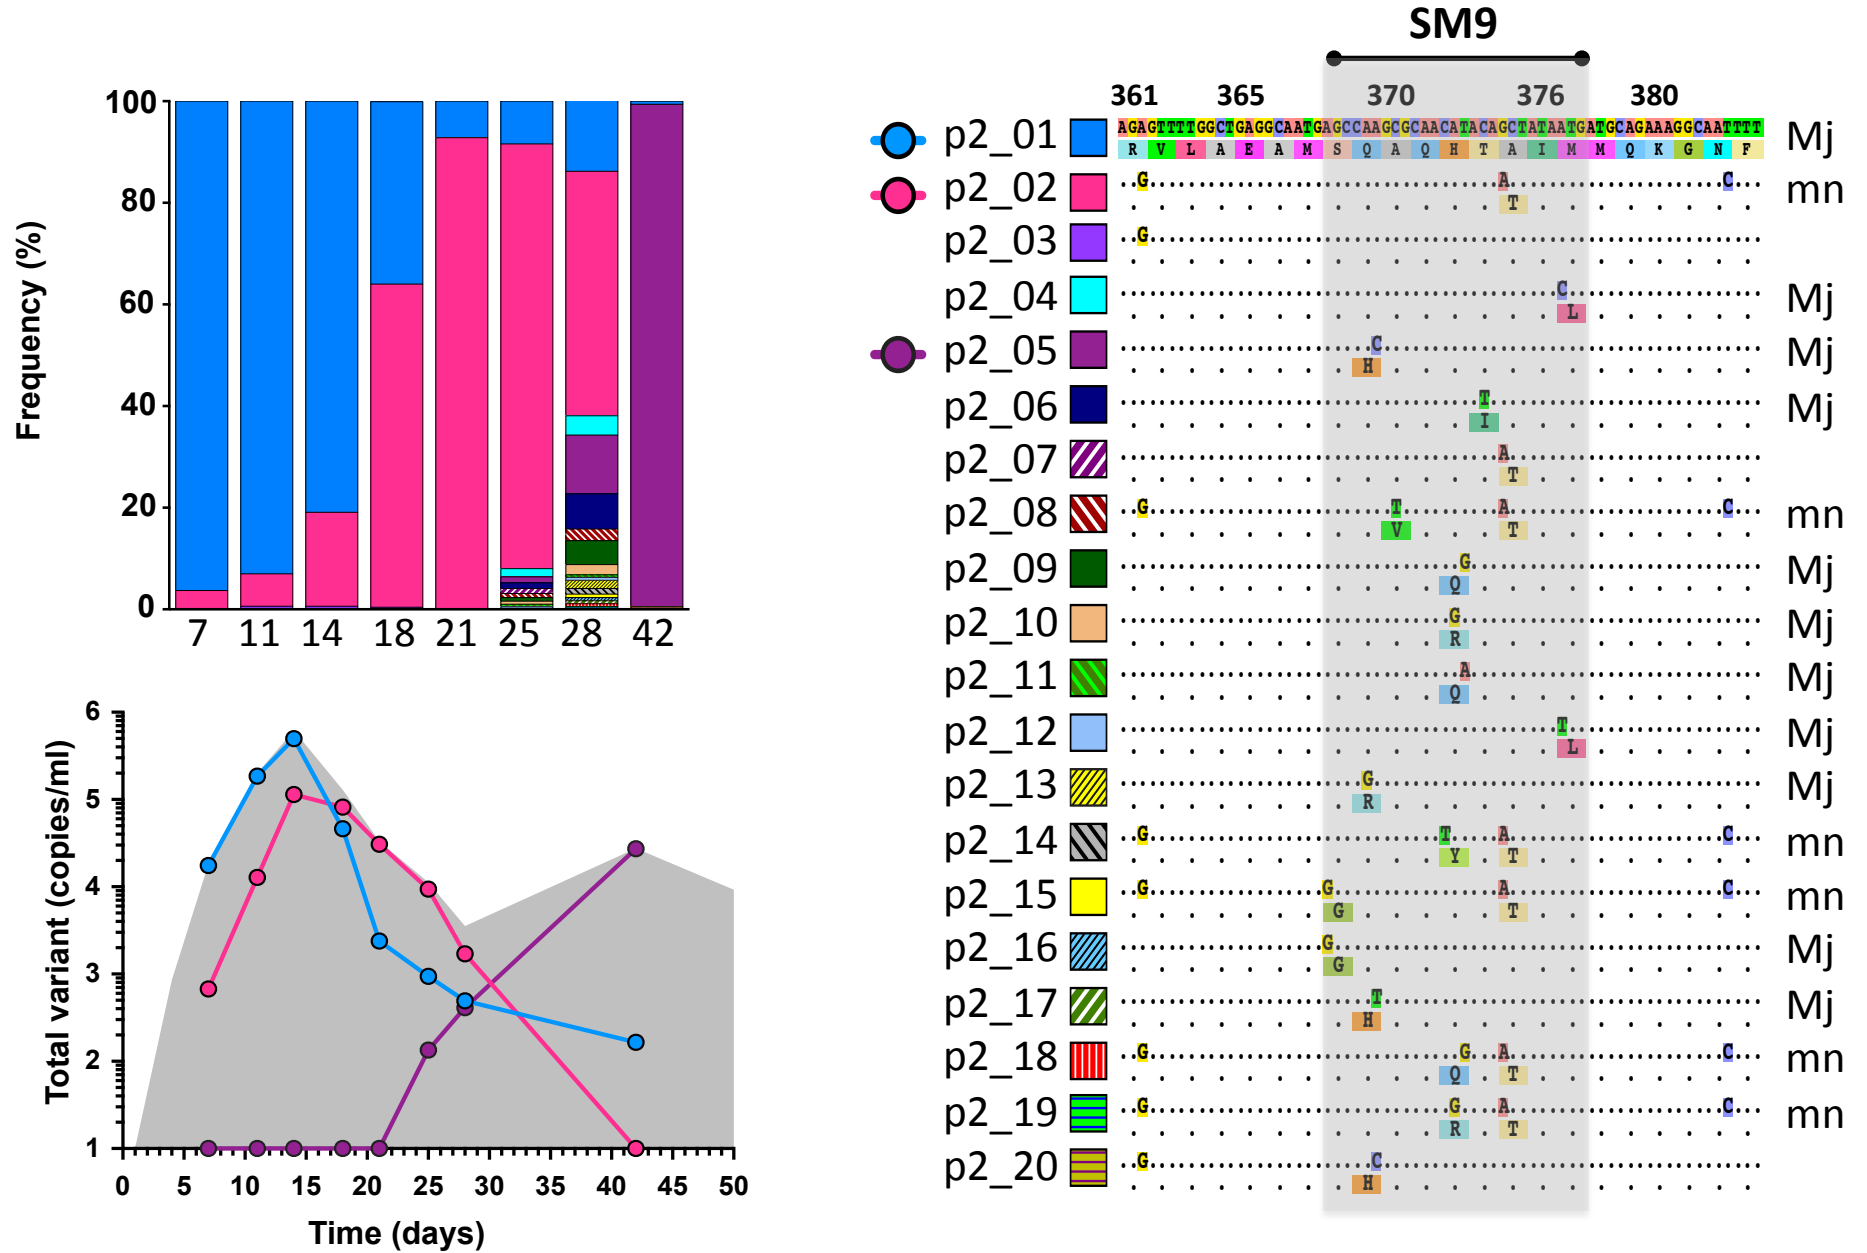 Frequency (%)
100
80
60
40
20
0
7 11 14 18 21 25 28 42
Total variant (copies/ml)
6
5
4
3
2
1
0 5 10 15 20 25 30 35 40 45 50
Time (days)
SM9
361 365 370 376 380
p2_01 AGAGTTTTGGCTGAGGCAATGAGCCAAGCGCAACATACAGCTATAATGATGCAGAAAGGCAATTTT Mj
R V L A E A M S Q A Q H T A I M M Q K G N F
p2_02 G A C mn
T
p2_03 G
p2_04 C Mj
L
p2_05 C Mj
H
p2_06 T Mj
I
p2_07 A
T
p2_08 G T A C mn
V T
p2_09 G Mj
Q
p2_10 G Mj
R
p2_11 A Mj
Q
p2_12 T Mj
L
p2_13 G Mj
R
p2_14 G T A C mn
Y T
p2_15 G G A C mn
G T
p2_16 G Mj
G
p2_17 T Mj
H
p2_18 G G A C mn
Q T
p2_19 G G A C mn
R T
p2_20 G C
H